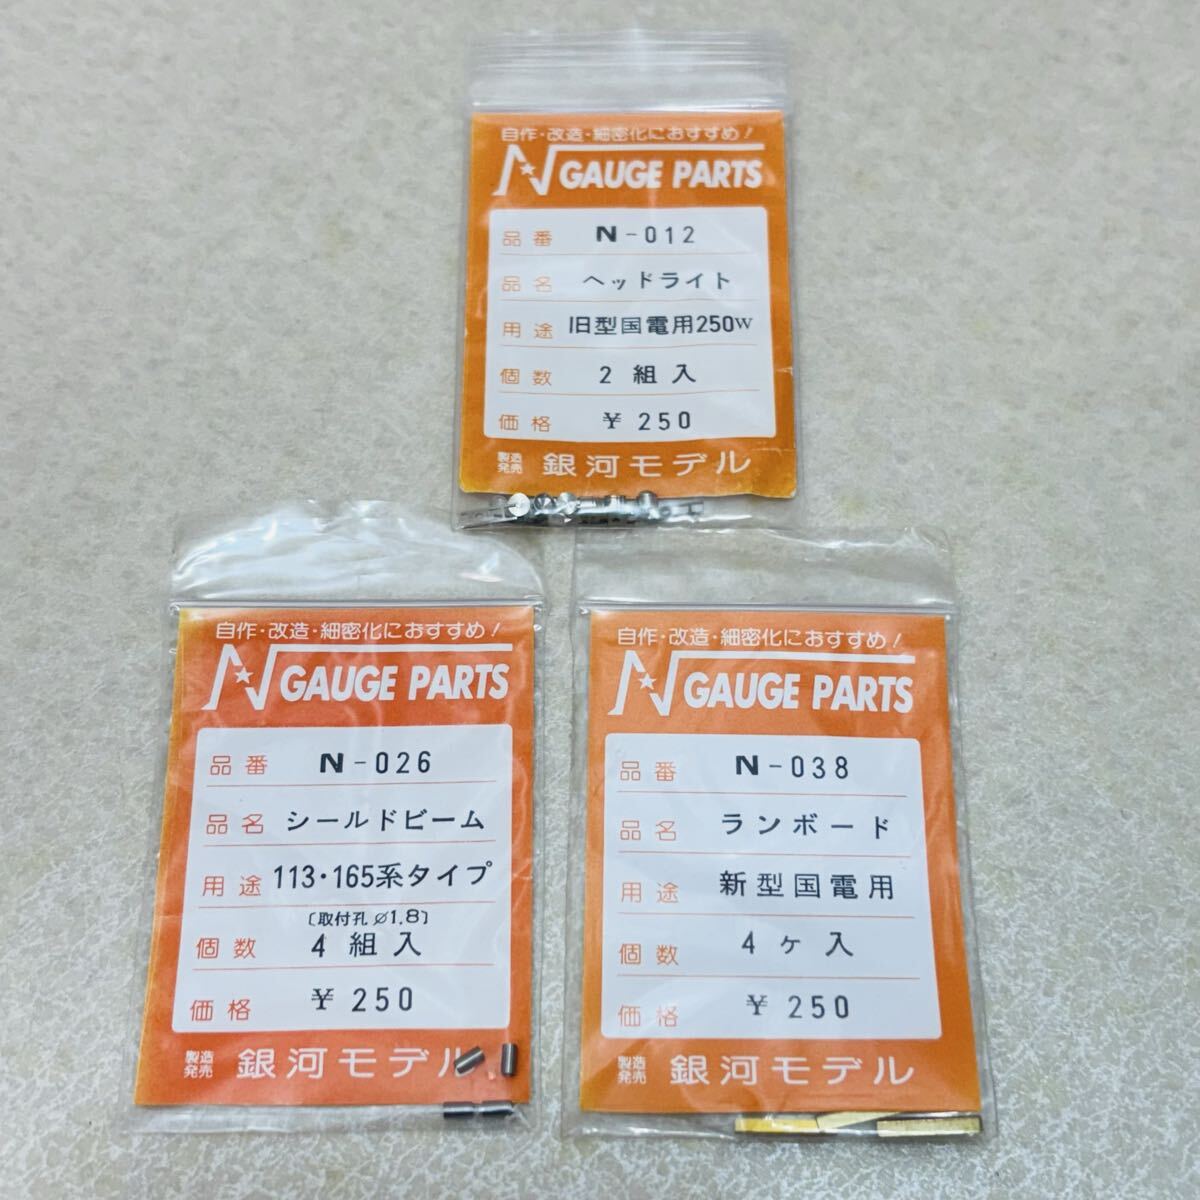 自作・改造・細密化におすすめ!
N GAUGE PARTS
品番 N-012
品名 ヘッドライト
用途 旧型国電用250W
個数 2組入
価格 ¥250
製造発売 銀河モデル
自作・改造・細密化におすすめ!
N GAUGE PARTS
品番 N-026
品名 シールドビーム
用途 113・165系タイプ
〔取付孔 ∅1.8〕
個数 4組入
価格 ¥250
製造発売 銀河モデル
自作・改造・細密化におすすめ!
N GAUGE PARTS
品番 N-038
品名 ランボード
用途 新型国電用
個数 4ヶ入
価格 ¥250
製造発売 銀河モデル